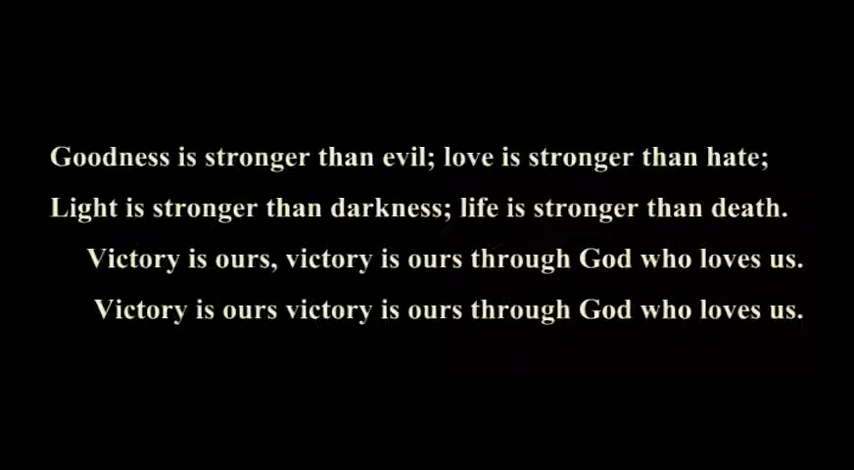 Goodness is stronger than evil; love is stronger than hate;
Light is stronger than darkness; life is stronger than death.
Victory is ours, victory is ours through God who loves us.
Victory is ours victory is ours through God who loves us.